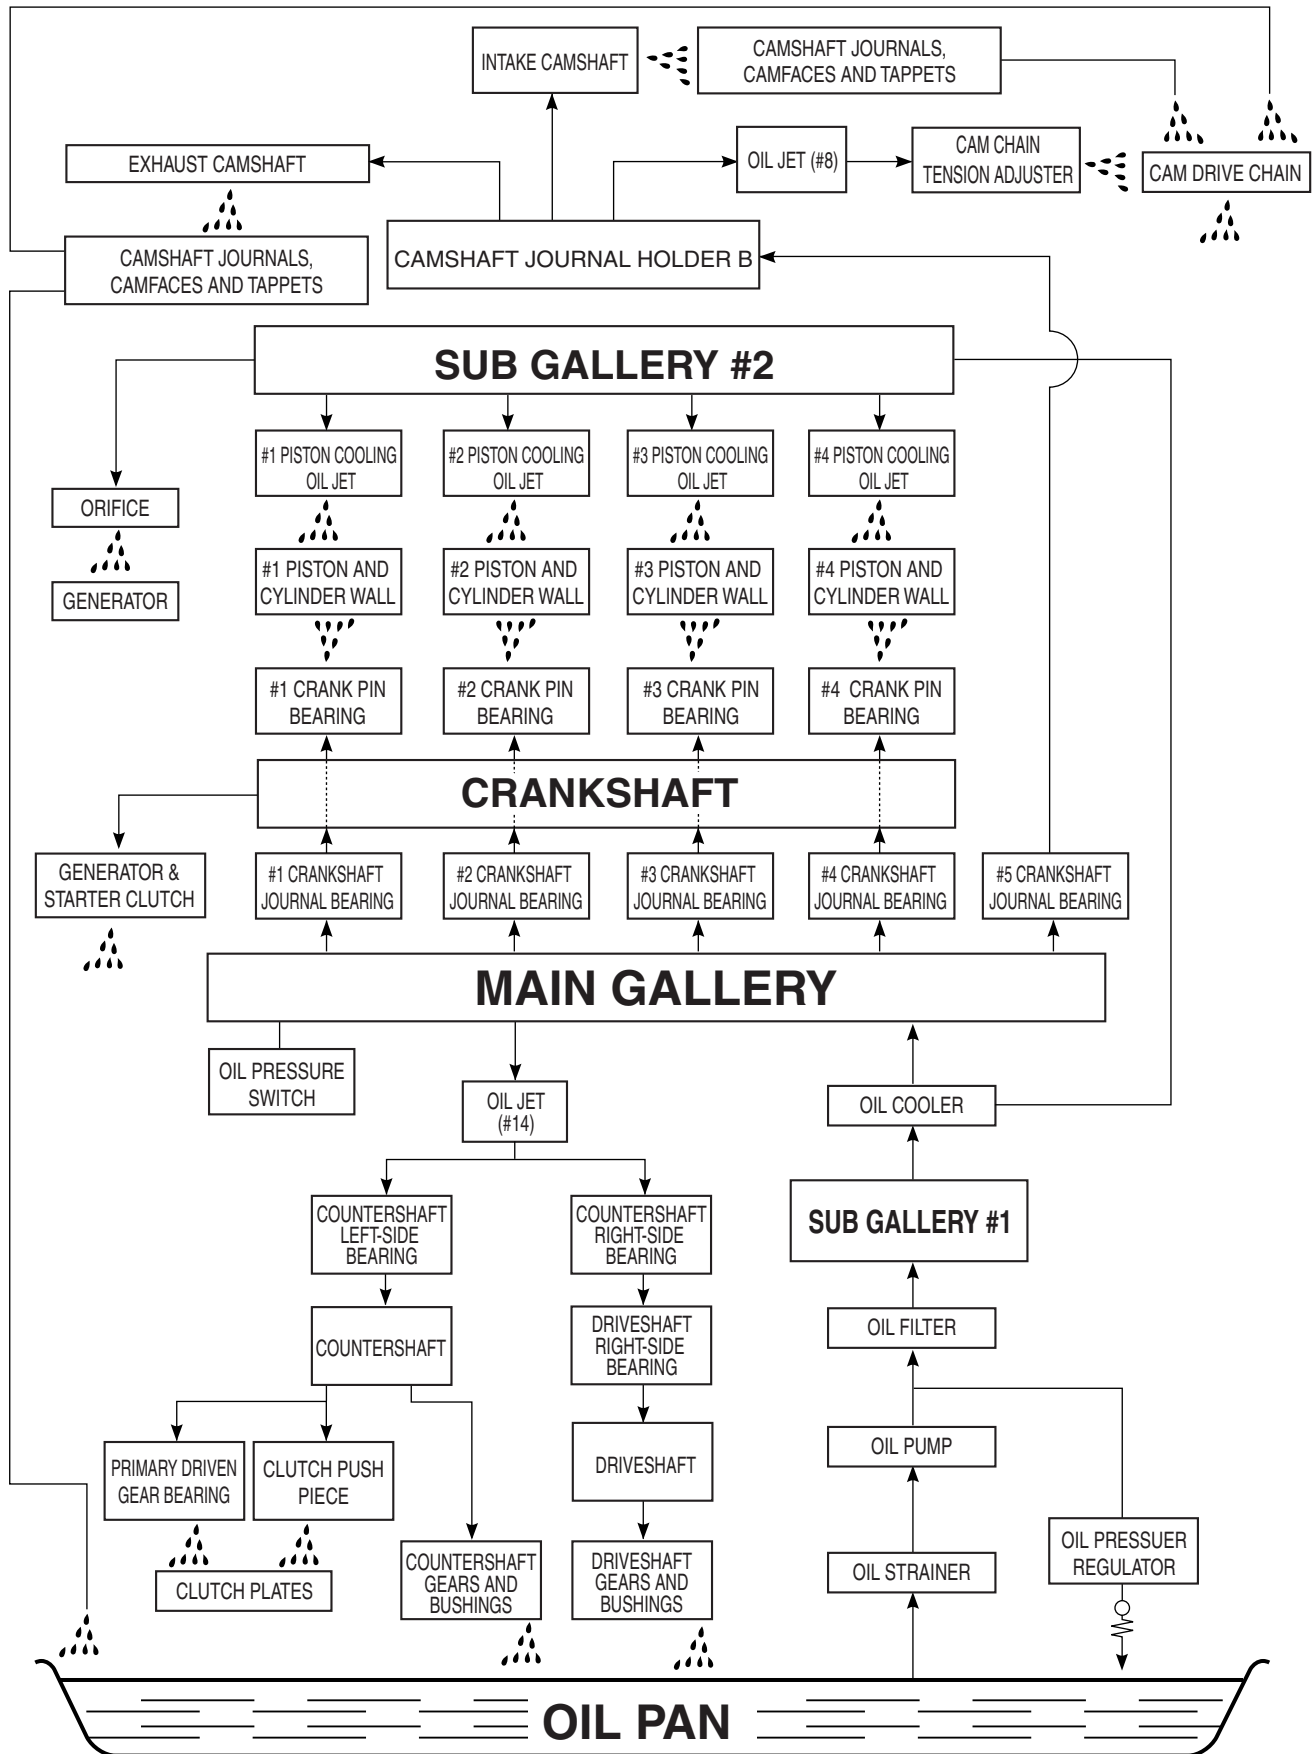 INTAKE CAMSHAFT
CAMSHAFT JOURNALS,
CAMFACES AND TAPPETS
EXHAUST CAMSHAFT
OIL JET (#8)
CAM CHAIN
TENSION ADJUSTER
CAM DRIVE CHAIN
CAMSHAFT JOURNALS,
CAMFACES AND TAPPETS
CAMSHAFT JOURNAL HOLDER B
SUB GALLERY #2
#1 PISTON COOLING
OIL JET
#2 PISTON COOLING
OIL JET
#3 PISTON COOLING
OIL JET
#4 PISTON COOLING
OIL JET
ORIFICE
GENERATOR
#1 PISTON AND
CYLINDER WALL
#2 PISTON AND
CYLINDER WALL
#3 PISTON AND
CYLINDER WALL
#4 PISTON AND
CYLINDER WALL
#1 CRANK PIN
BEARING
#2 CRANK PIN
BEARING
#3 CRANK PIN
BEARING
#4 CRANK PIN
BEARING
CRANKSHAFT
GENERATOR &
STARTER CLUTCH
#1 CRANKSHAFT
JOURNAL BEARING
#2 CRANKSHAFT
JOURNAL BEARING
#3 CRANKSHAFT
JOURNAL BEARING
#4 CRANKSHAFT
JOURNAL BEARING
#5 CRANKSHAFT
JOURNAL BEARING
MAIN GALLERY
OIL PRESSURE
SWITCH
OIL JET
(#14)
OIL COOLER
COUNTERSHAFT
LEFT-SIDE
BEARING
COUNTERSHAFT
RIGHT-SIDE
BEARING
SUB GALLERY #1
COUNTERSHAFT
DRIVESHAFT
RIGHT-SIDE
BEARING
OIL FILTER
PRIMARY DRIVEN
GEAR BEARING
CLUTCH PUSH
PIECE
DRIVESHAFT
OIL PUMP
CLUTCH PLATES
COUNTERSHAFT
GEARS AND
BUSHINGS
DRIVESHAFT
GEARS AND
BUSHINGS
OIL STRAINER
OIL PRESSUER
REGULATOR
OIL PAN